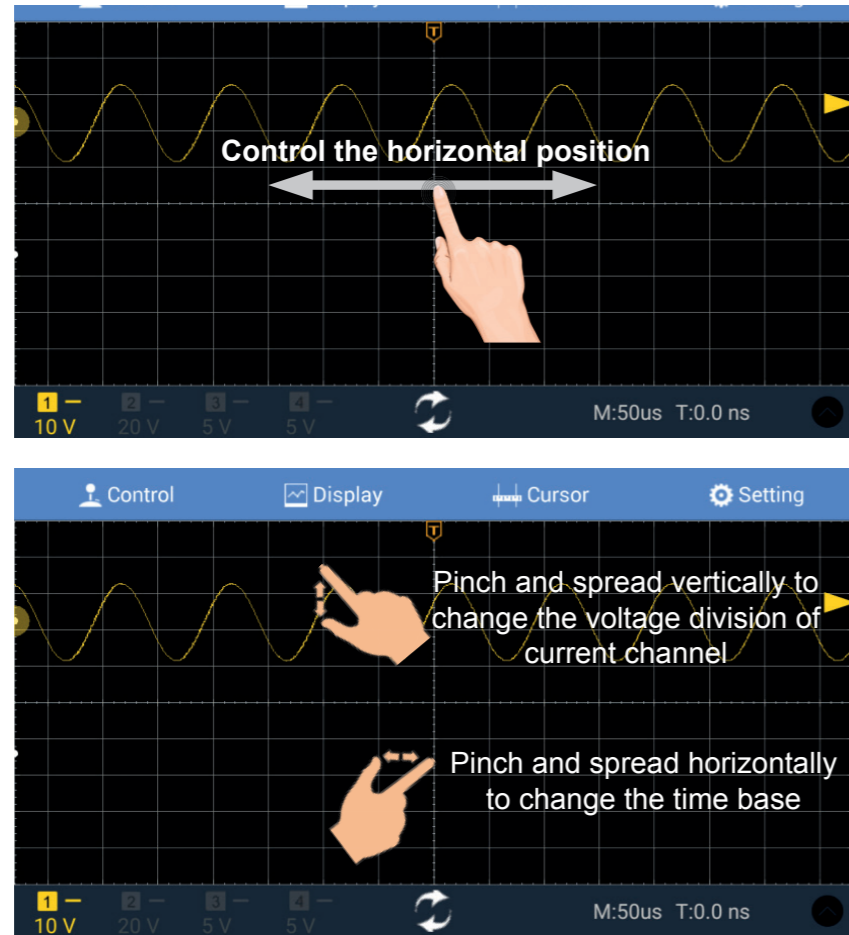 T
Control the horizontal position
1 2 3 4
10 V 20 V 5 V 5 V M:50us T:0.0 ns
Control Display Cursor Setting
T
Pinch and spread vertically to
change the voltage division of
current channel
Pinch and spread horizontally
to change the time base
1 2 3 4
10 V 20 V 5 V 5 V M:50us T:0.0 ns